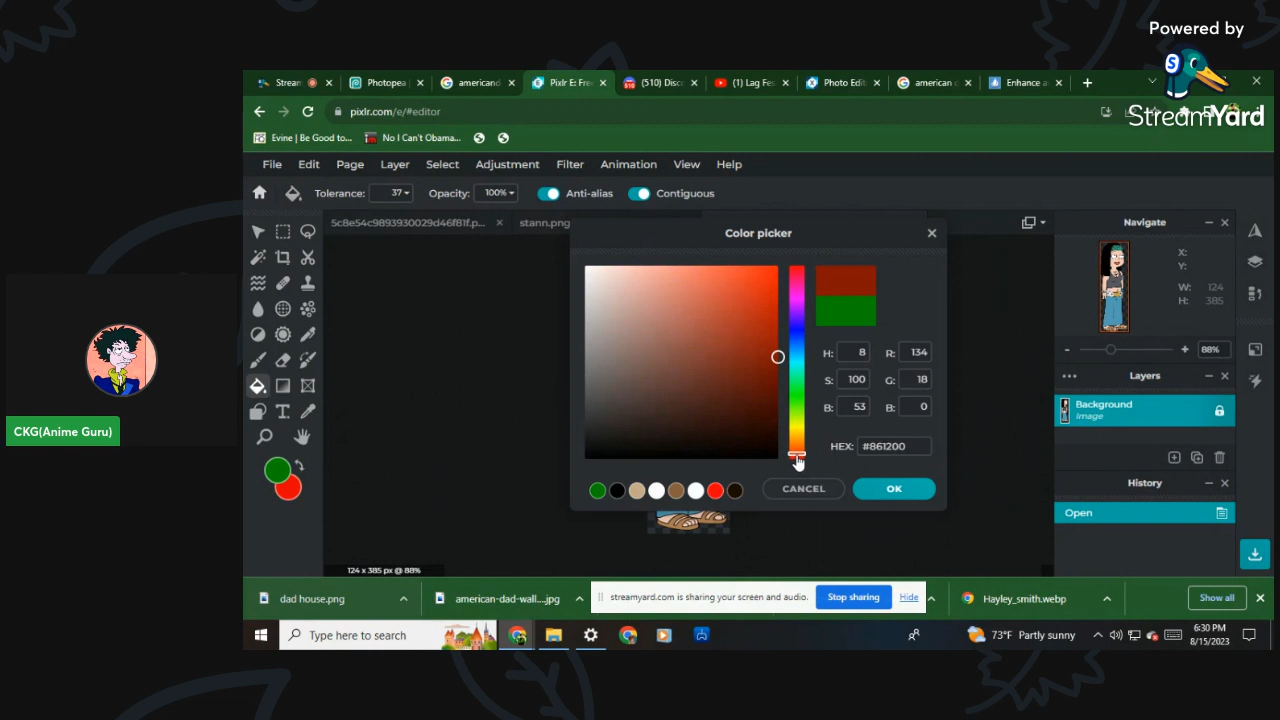 Powered by
StreamYard
Stream
Photopea
americand
Pixlr E: Free
(510) Disco
(1) Lag Fes
Photo Edit
american d
Enhance a
pixlr.com/e/#editor
Evine | Be Good to...
No I Can't Obama...
File Edit Page Layer Select Adjustment Filter Animation View Help
Tolerance: 37 Opacity: 100% Anti-alias Contiguous
5c8e54c9893930029d46f81f.p...
stann.png
Color picker
H: 8 R: 134
S: 100 G: 18
B: 53 B: 0
HEX: #861200
CANCEL
OK
Navigate
X:
Y:
W: 124
H: 385
88%
Layers
Background
Image
History
Open
CKG(Anime Guru)
124 x 385 px @ 88%
dad house.png
american-dad-wall....jpg
streamyard.com is sharing your screen and audio.
Stop sharing
Hide
Hayley_smith.webp
Show all
Type here to search
73°F Partly sunny
6:30 PM
8/15/2023